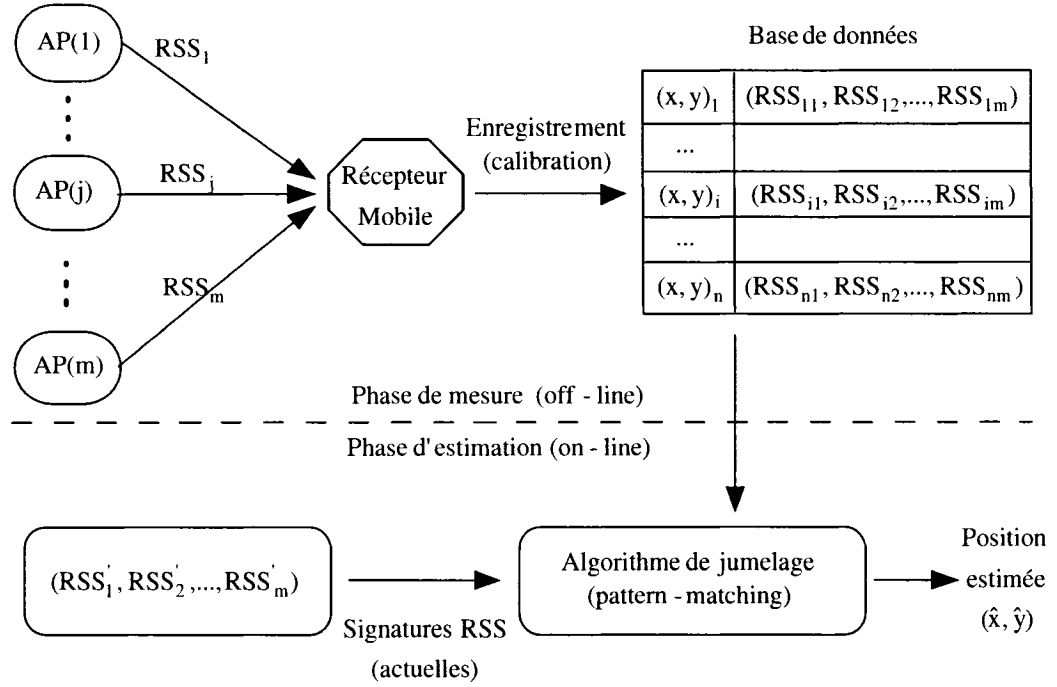 AP(1)
RSS₁
Base de données
(x, y)₁ (RSS₁₁, RSS₁₂,..., RSS₁ₘ)
Enregistrement
(calibration)
...
AP(j)
RSSⱼ
Récepteur
Mobile
(x, y)ᵢ (RSSᵢ₁, RSSᵢ₂,..., RSSᵢₘ)
...
RSSₘ
(x, y)ₙ (RSSₙ₁, RSSₙ₂,..., RSSₙₘ)
AP(m)
Phase de mesure (off - line)
Phase d'estimation (on - line)
(RSS'₁, RSS'₂,..., RSS'ₘ)
Signatures RSS
(actuelles)
Algorithme de jumelage
(pattern - matching)
Position
estimée
(x̂, ŷ)